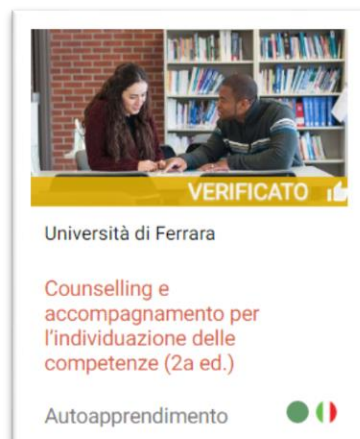 VERIFICATO
Università di Ferrara
Counselling e
accompagnamento per
l'individuazione delle
competenze (2a ed.)
Autoapprendimento